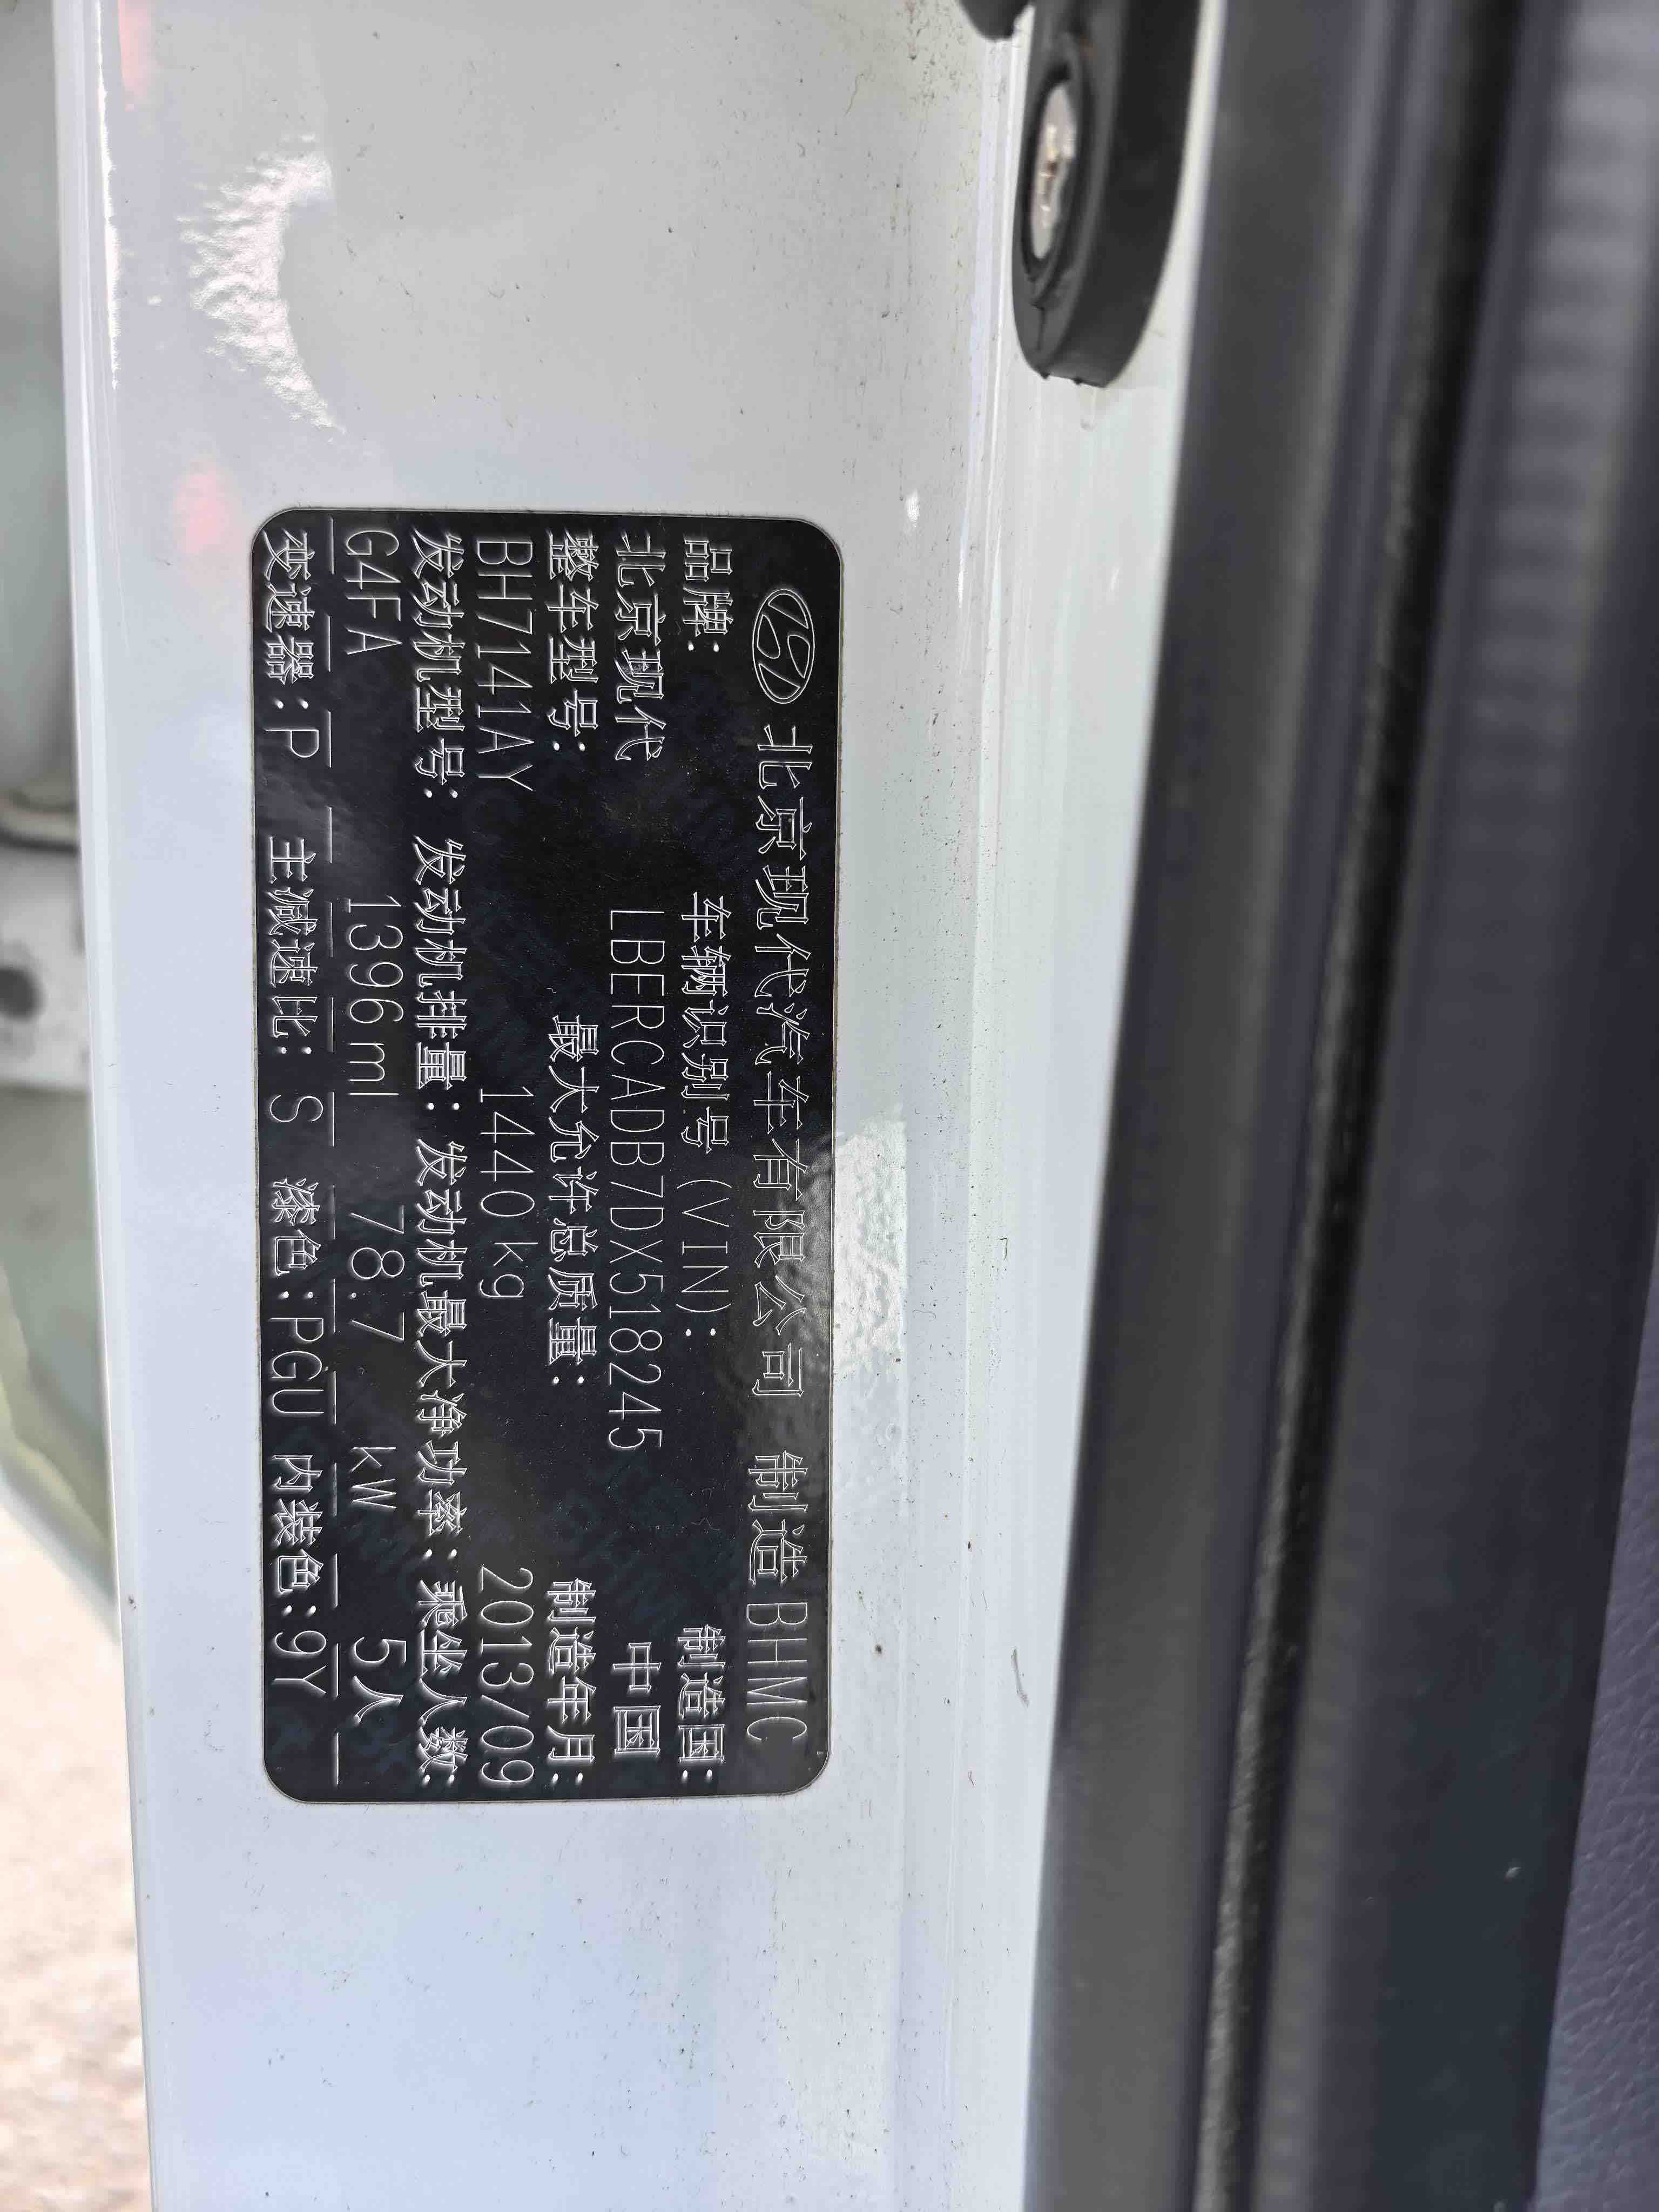 北京现代汽车有限公司 制造 BHMC
品牌: 车辆识别号 (VIN): 制造国:
北京现代 LBERCADB7DX518245 中国
整车型号: 最大允许总质量: 制造年月:
BH7141AY 1440kg 2013/09
发动机型号: 发动机排量: 发动机最大净功率: 乘坐人数:
G4FA 1396ml 78.7 kW 5人
变速器:P 主减速比: S 漆色:PGU 内装色:9Y